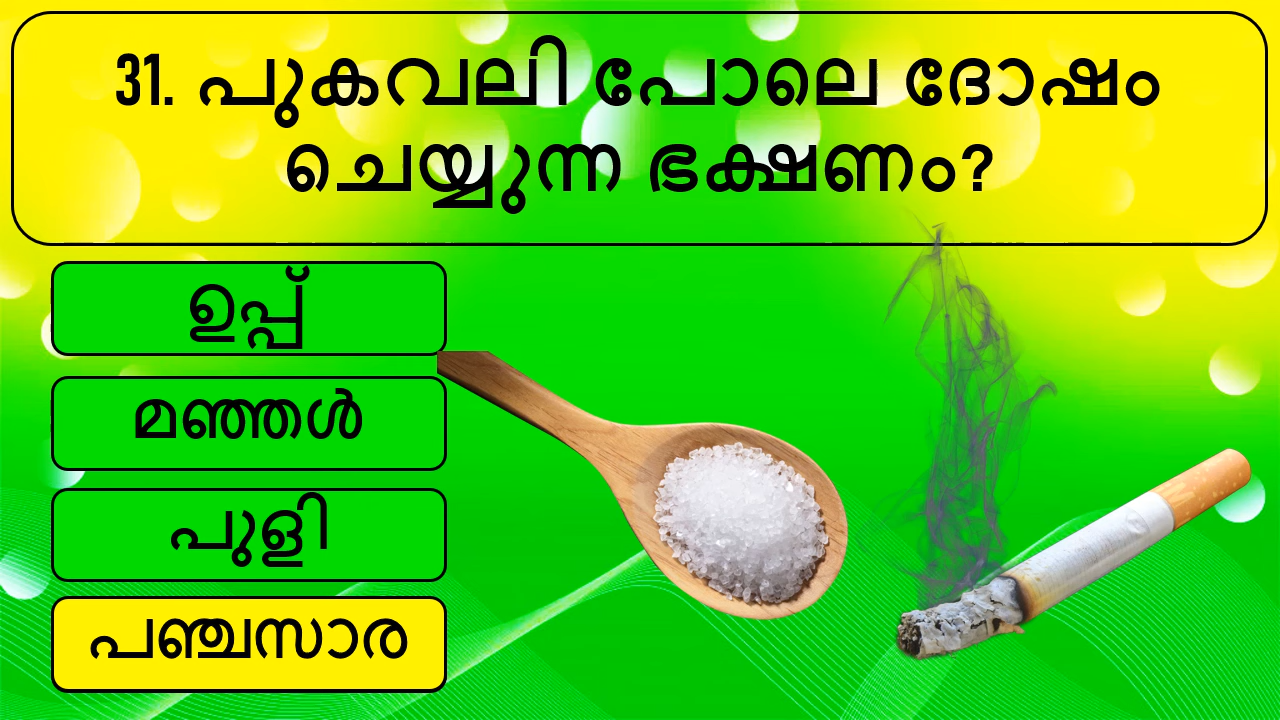 31. പുകവലി പോലെ ദോഷം
ചെയ്യുന്ന ഭക്ഷണം?
ഉപ്പ്
മഞ്ഞൾ
പുളി
പഞ്ചസാര